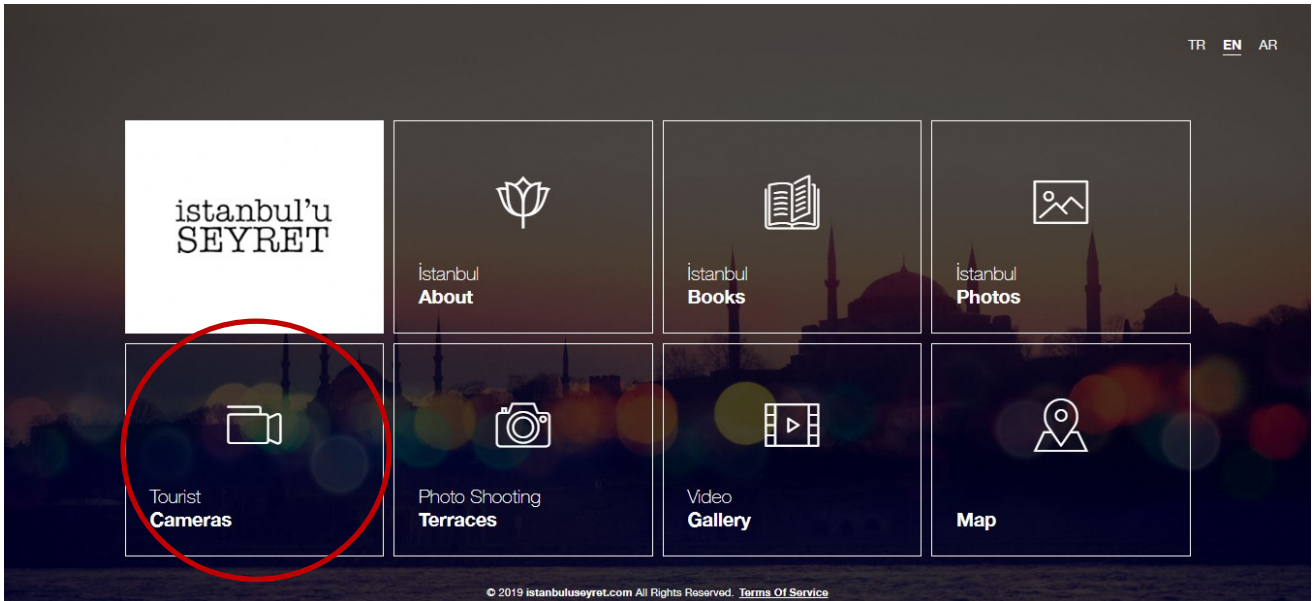 TR EN AR
istanbul'u
SEYRET
İstanbul
About
İstanbul
Books
İstanbul
Photos
Tourist
Cameras
Photo Shooting
Terraces
Video
Gallery
Map
© 2019 istanbuluseyret.com All Rights Reserved. Terms Of Service